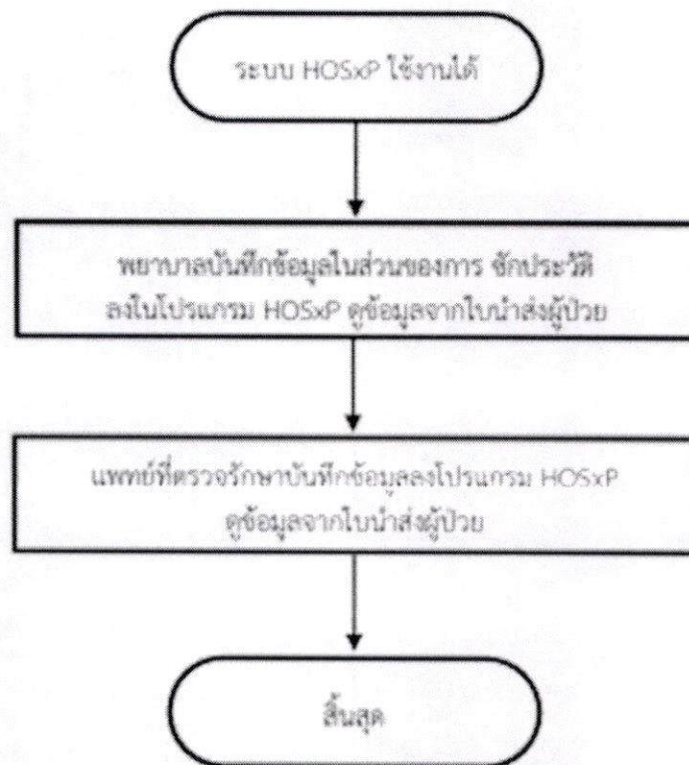 ระบบ HOSxP ใช้งานได้
พยาบาลบันทึกข้อมูลในส่วนของการ ซักประวัติ
ลงในโปรแกรม HOSxP ดูข้อมูลจากใบนำส่งผู้ป่วย
แพทย์ที่ตรวจรักษาบันทึกข้อมูลลงโปรแกรม HOSxP
ดูข้อมูลจากใบนำส่งผู้ป่วย
สิ้นสุด